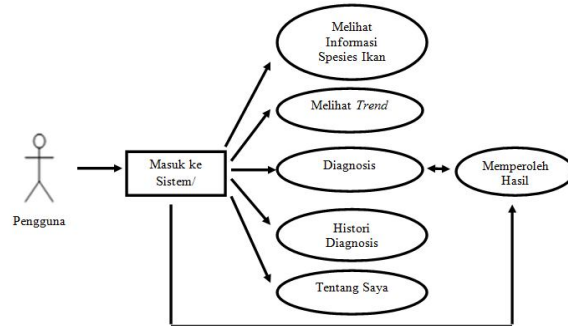 Melihat
Informasi
Spesies Ikan
Melihat Trend
Masuk ke
Sistem/
Diagnosis
Memperoleh
Hasil
Pengguna
Histori
Diagnosis
Tentang Saya